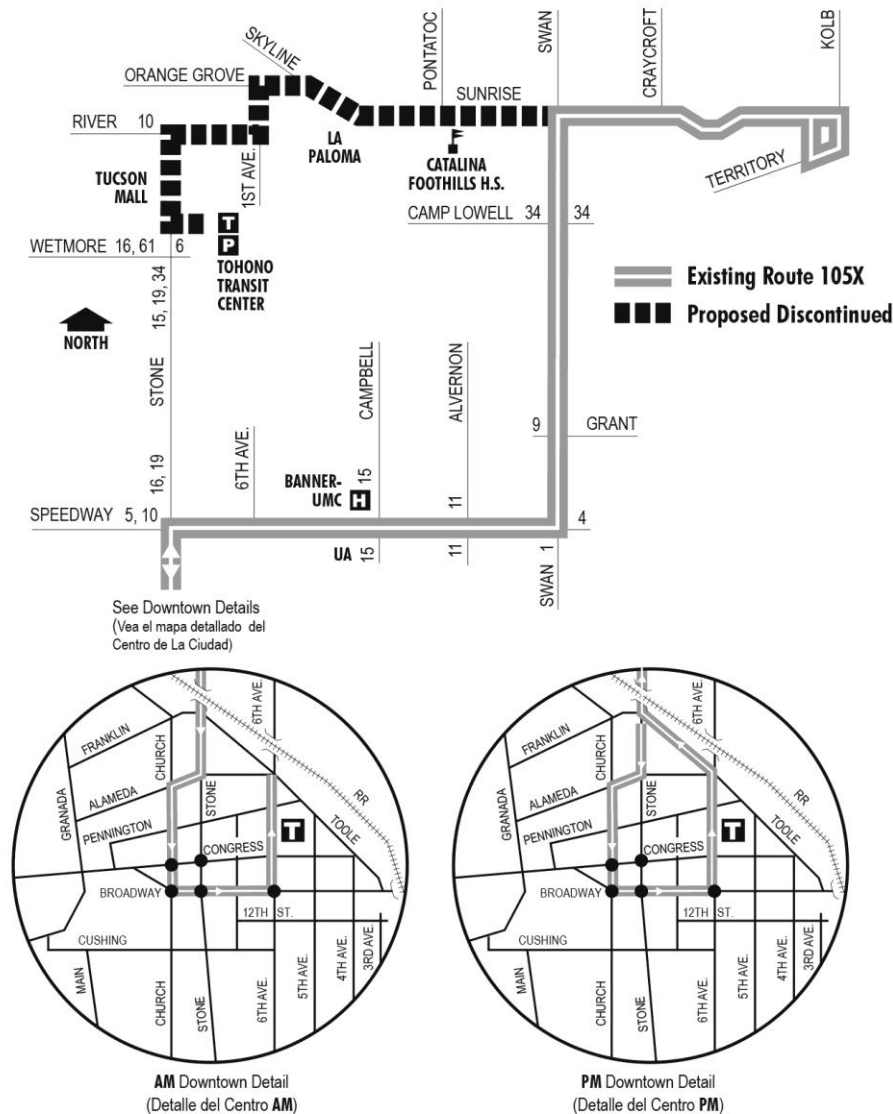 SKYLINE
ORANGE GROVE
PONTATOC
SWAN
CRAYCROFT
KOLB
SUNRISE
RIVER 10
1ST AVE.
LA
PALOMA
CATALINA
FOOTHILLS H.S.
TERRITORY
TUCSON
MALL
CAMP LOWELL 34 34
WETMORE 16, 61 6
T
P
TOHONO
TRANSIT
CENTER
Existing Route 105X
Proposed Discontinued
NORTH
15, 19, 34
STONE
16, 19
6TH AVE.
CAMPBELL
15
ALVERNON
11
9 GRANT
BANNER-
UMC H
SPEEDWAY 5, 10
4
UA
15
11
SWAN 1
See Downtown Details
(Vea el mapa detallado del
Centro de La Ciudad)
6TH AVE.
FRANKLIN
CHURCH
STONE
GRANADA
ALAMEDA
PENNINGTON
RR
TOOLE
T
CONGRESS
BROADWAY
12TH ST.
CUSHING
MAIN
CHURCH
STONE
6TH AVE.
5TH AVE.
4TH AVE.
3RD AVE.
AM Downtown Detail
(Detalle del Centro AM)
6TH AVE.
FRANKLIN
CHURCH
STONE
GRANADA
ALAMEDA
PENNINGTON
RR
TOOLE
T
CONGRESS
BROADWAY
12TH ST.
CUSHING
MAIN
CHURCH
STONE
6TH AVE.
5TH AVE.
4TH AVE.
3RD AVE.
PM Downtown Detail
(Detalle del Centro PM)